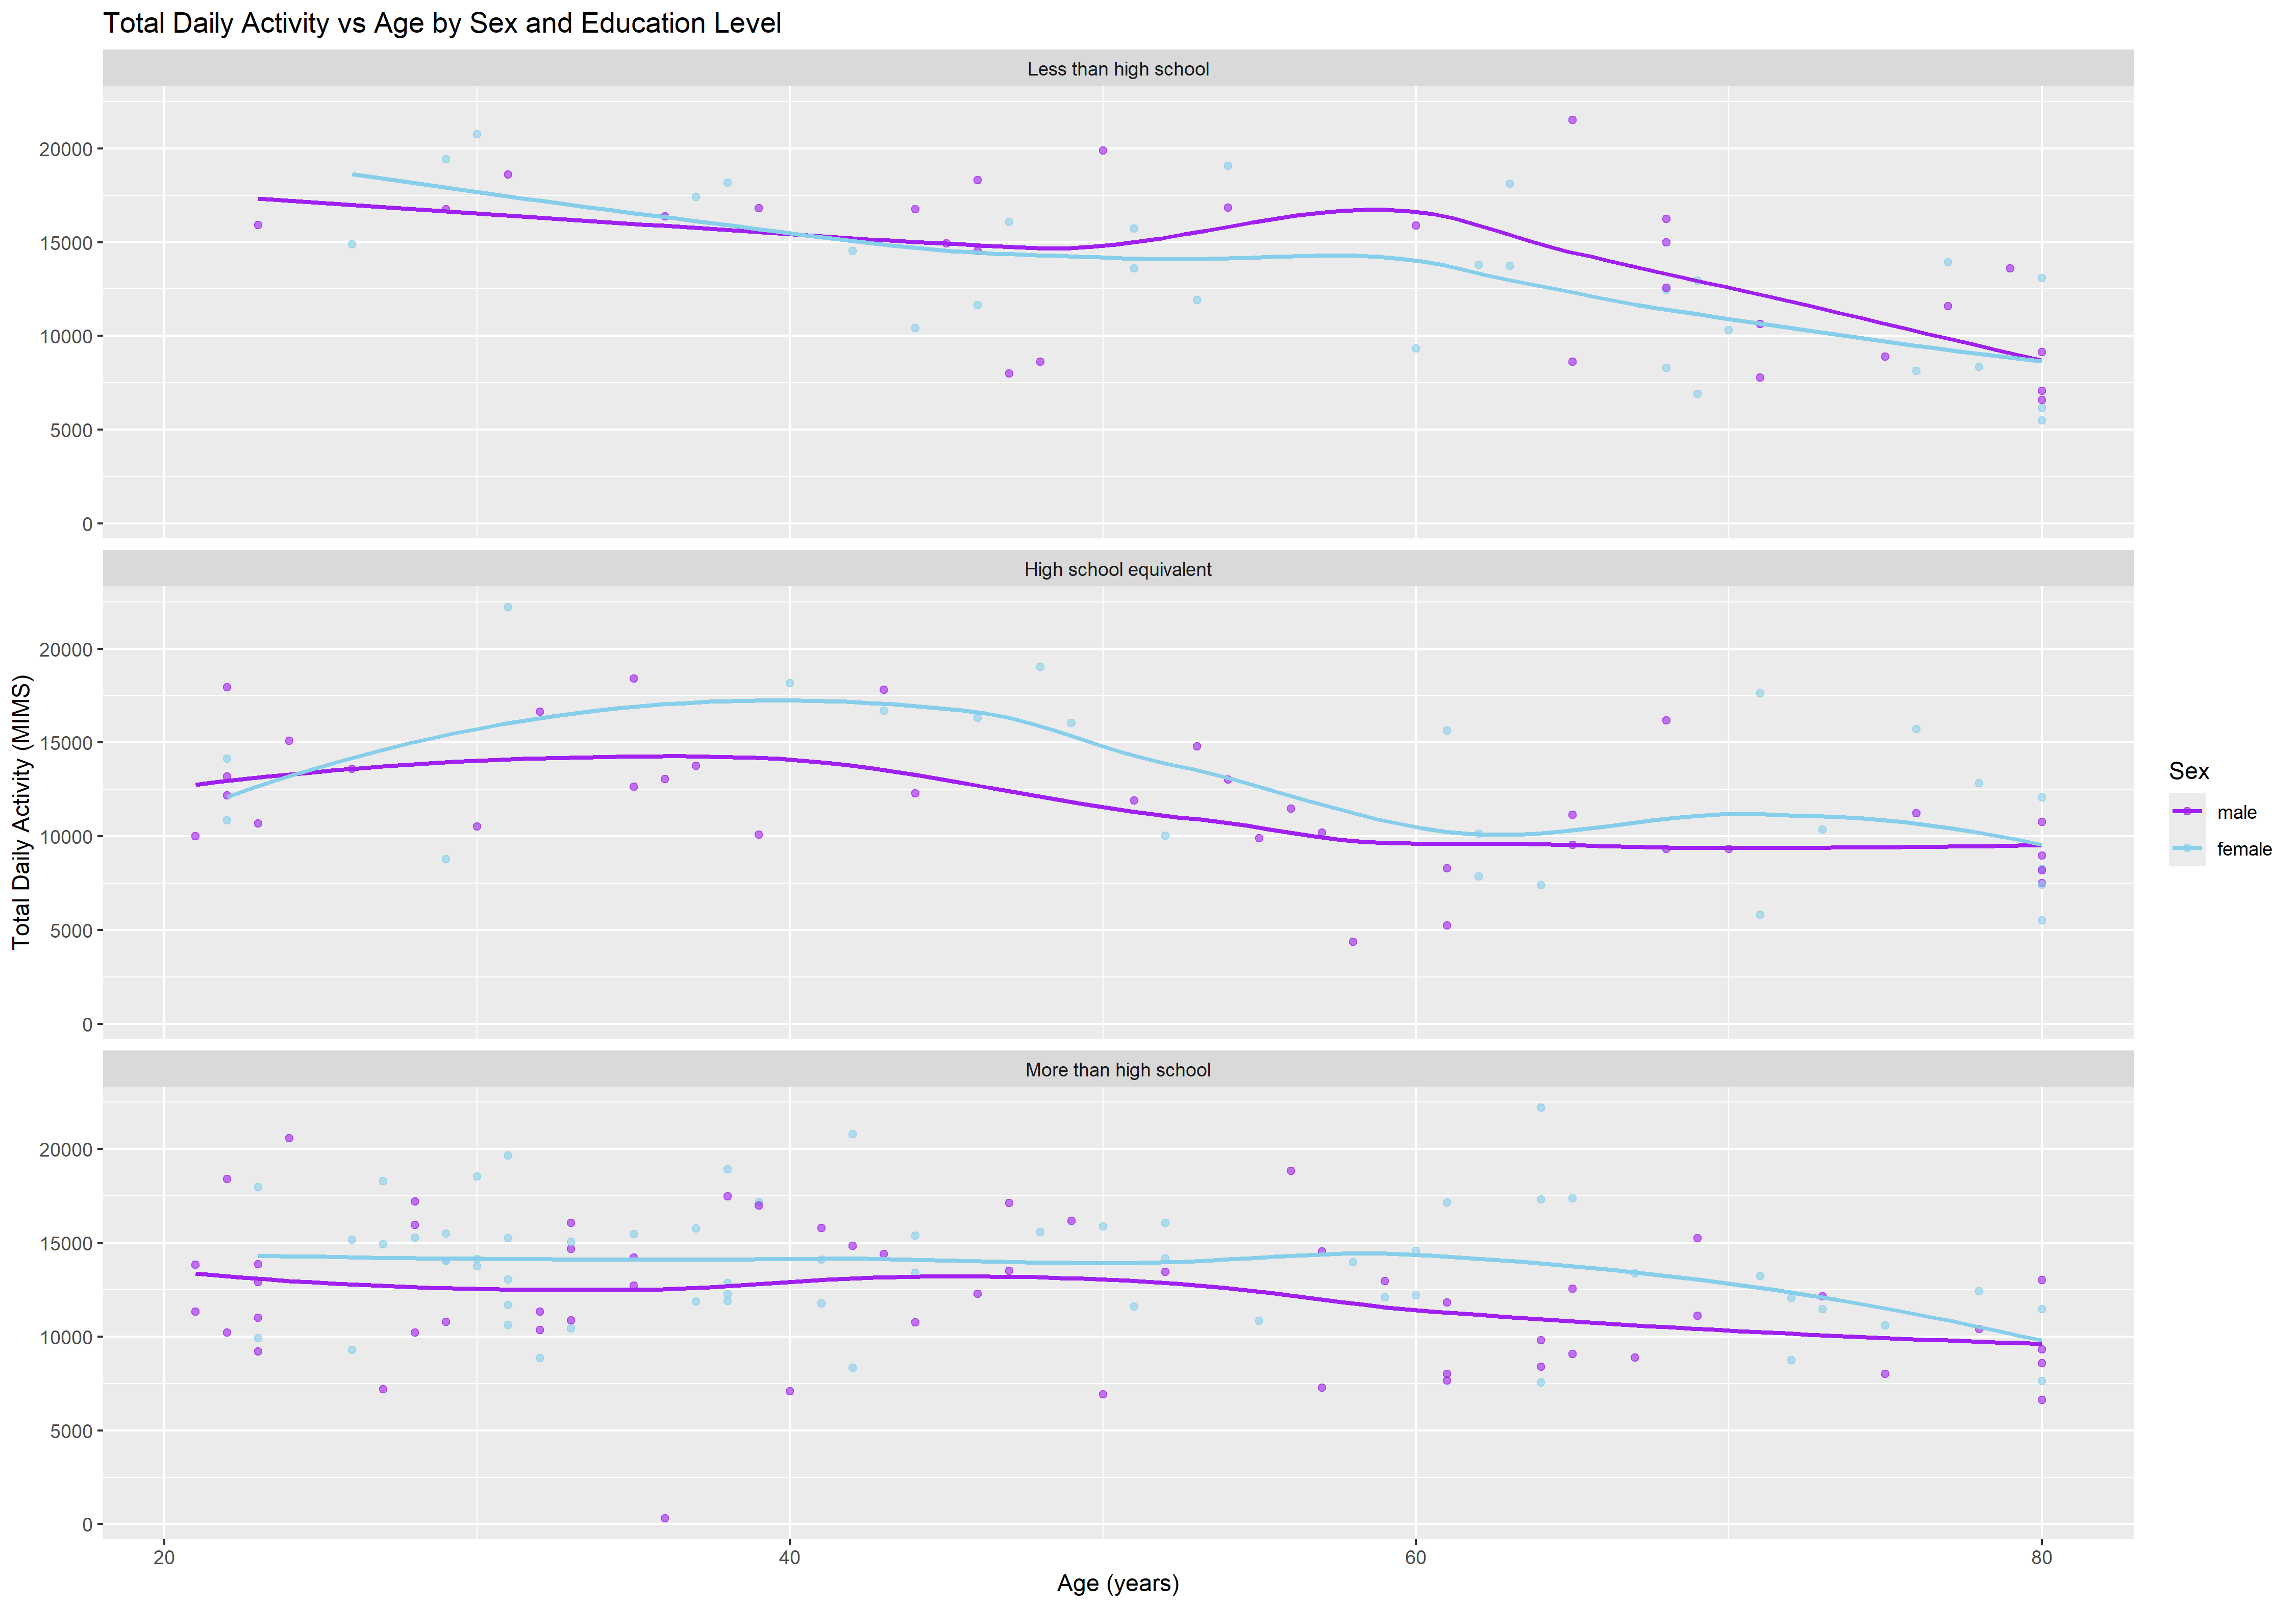 Total Daily Activity vs Age by Sex and Education Level
Less than high school
20000
15000
10000
5000
0
High school equivalent
20000
15000
10000
5000
0
More than high school
20000
15000
10000
5000
0
20 40 60 80
Age (years)
Total Daily Activity (MIMS)
Sex
male
female